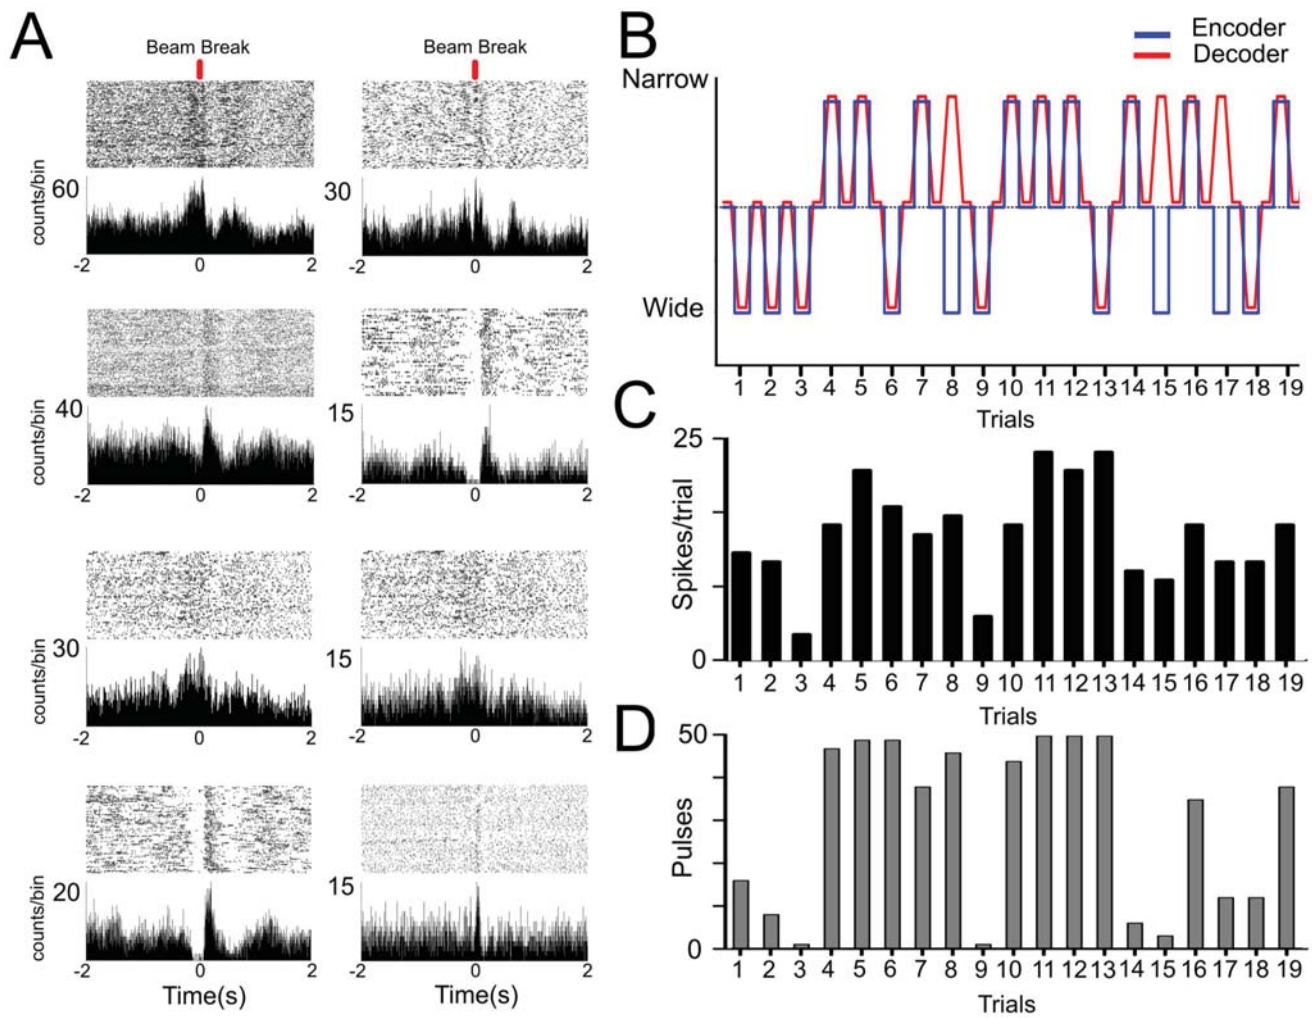 A
Beam Break
Beam Break
counts/bin
60
30
-2 0 2
-2 0 2
counts/bin
40
15
-2 0 2
-2 0 2
counts/bin
30
15
-2 0 2
-2 0 2
counts/bin
20
15
-2 0 2
-2 0 2
Time(s)
Time(s)
B
Encoder
Decoder
Narrow
Wide
1 2 3 4 5 6 7 8 9 10 11 12 13 14 15 16 17 18 19
Trials
C
25
Spikes/trial
0
1 2 3 4 5 6 7 8 9 10 11 12 13 14 15 16 17 18 19
Trials
D
50
Pulses
0
1 2 3 4 5 6 7 8 9 10 11 12 13 14 15 16 17 18 19
Trials